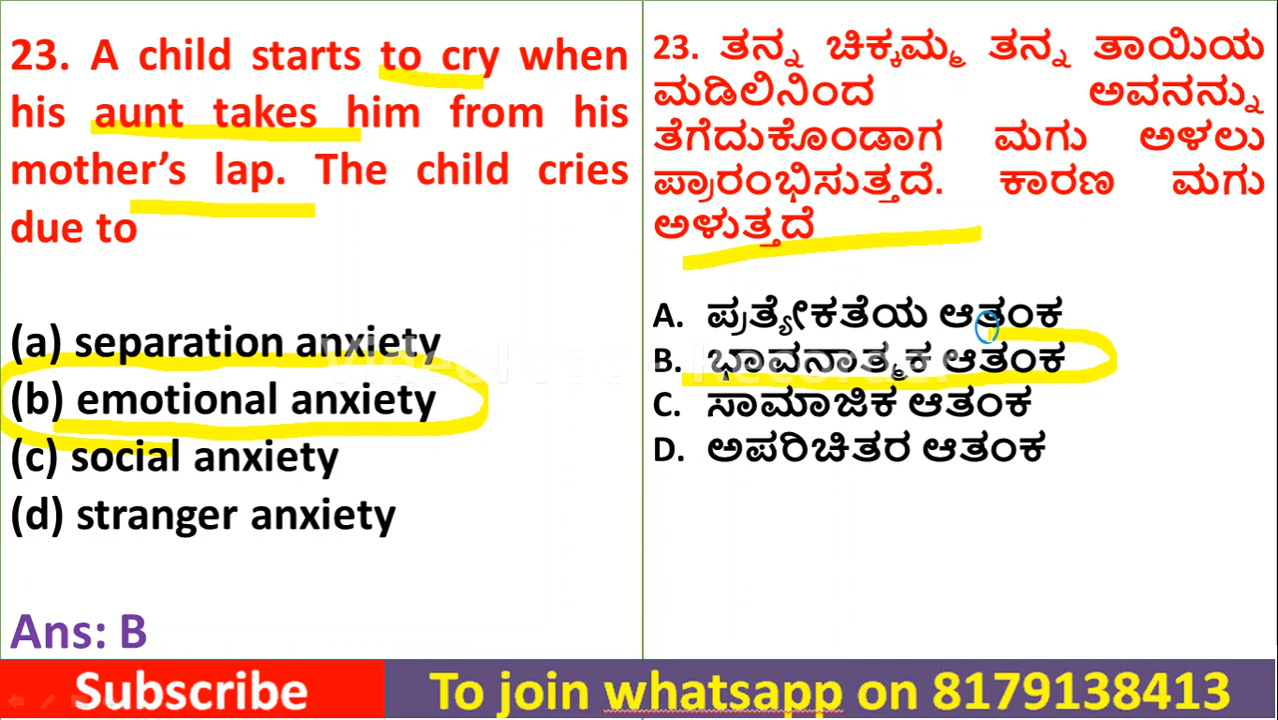 23. A child starts to cry when
his aunt takes him from his
mother's lap. The child cries
due to
(a) separation anxiety
(b) emotional anxiety
(c) social anxiety
(d) stranger anxiety
Ans: B
23. ತನ್ನ ಚಿಕ್ಕಮ್ಮ ತನ್ನ ತಾಯಿಯ
ಮಡಿಲಿನಿಂದ ಅವನನ್ನು
ತೆಗೆದುಕೊಂಡಾಗ ಮಗು ಅಳಲು
ಪ್ರಾರಂಭಿಸುತ್ತದೆ. ಕಾರಣ ಮಗು
ಅಳುತ್ತದೆ
A. ಪ್ರತ್ಯೇಕತೆಯ ಆತಂಕ
B. ಭಾವನಾತ್ಮಕ ಆತಂಕ
C. ಸಾಮಾಜಿಕ ಆತಂಕ
D. ಅಪರಿಚಿತರ ಆತಂಕ
Subscribe
To join whatsapp on 8179138413